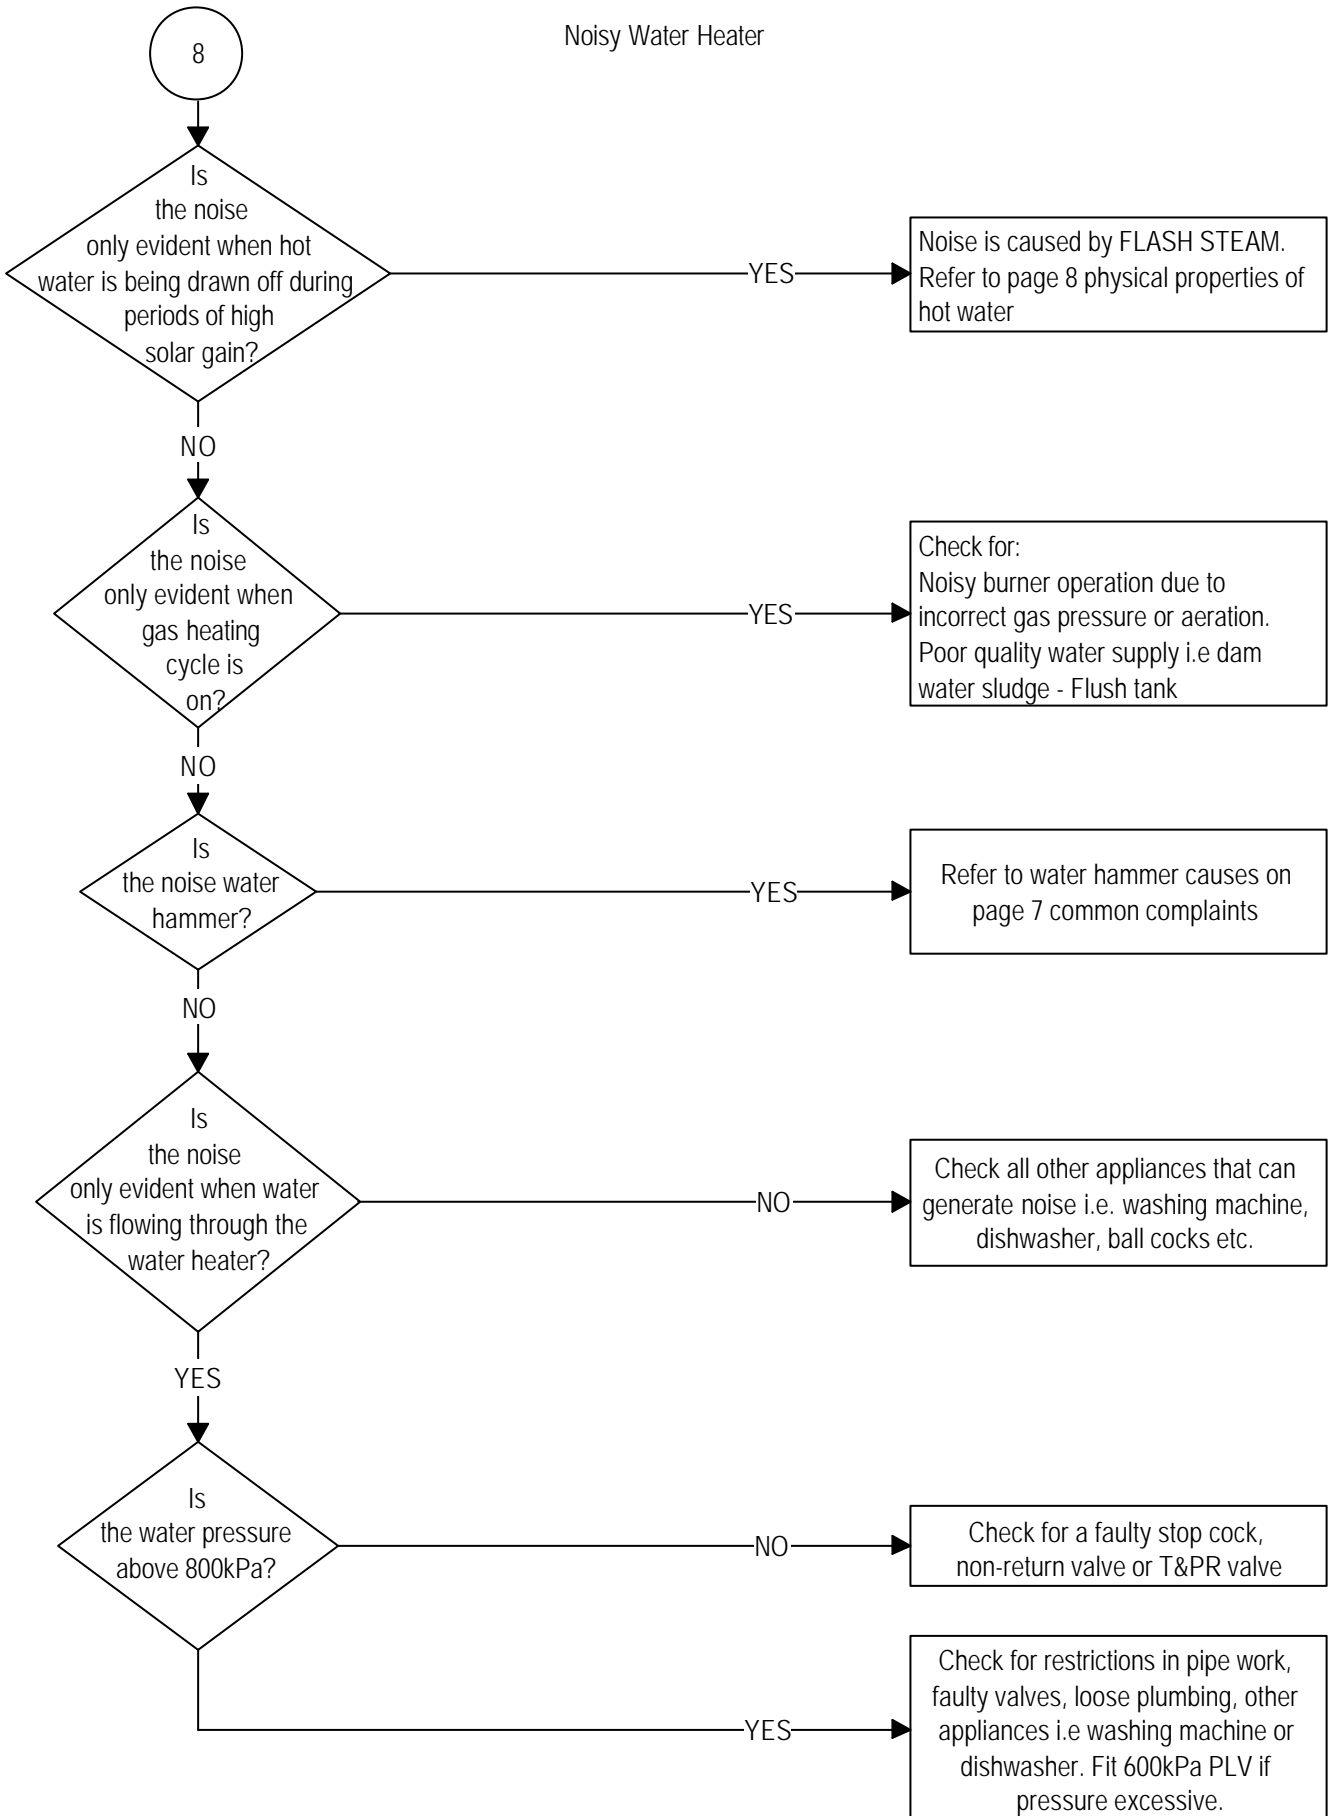 8
Noisy Water Heater
Is
the noise
only evident when hot
water is being drawn off during
periods of high
solar gain?
YES
Noise is caused by FLASH STEAM.
Refer to page 8 physical properties of
hot water
NO
Is
the noise
only evident when
gas heating
cycle is
on?
YES
Check for:
Noisy burner operation due to
incorrect gas pressure or aeration.
Poor quality water supply i.e dam
water sludge - Flush tank
NO
Is
the noise water
hammer?
YES
Refer to water hammer causes on
page 7 common complaints
NO
Is
the noise
only evident when water
is flowing through the
water heater?
NO
Check all other appliances that can
generate noise i.e. washing machine,
dishwasher, ball cocks etc.
YES
Is
the water pressure
above 800kPa?
NO
Check for a faulty stop cock,
non-return valve or T&PR valve
YES
Check for restrictions in pipe work,
faulty valves, loose plumbing, other
appliances i.e washing machine or
dishwasher. Fit 600kPa PLV if
pressure excessive.